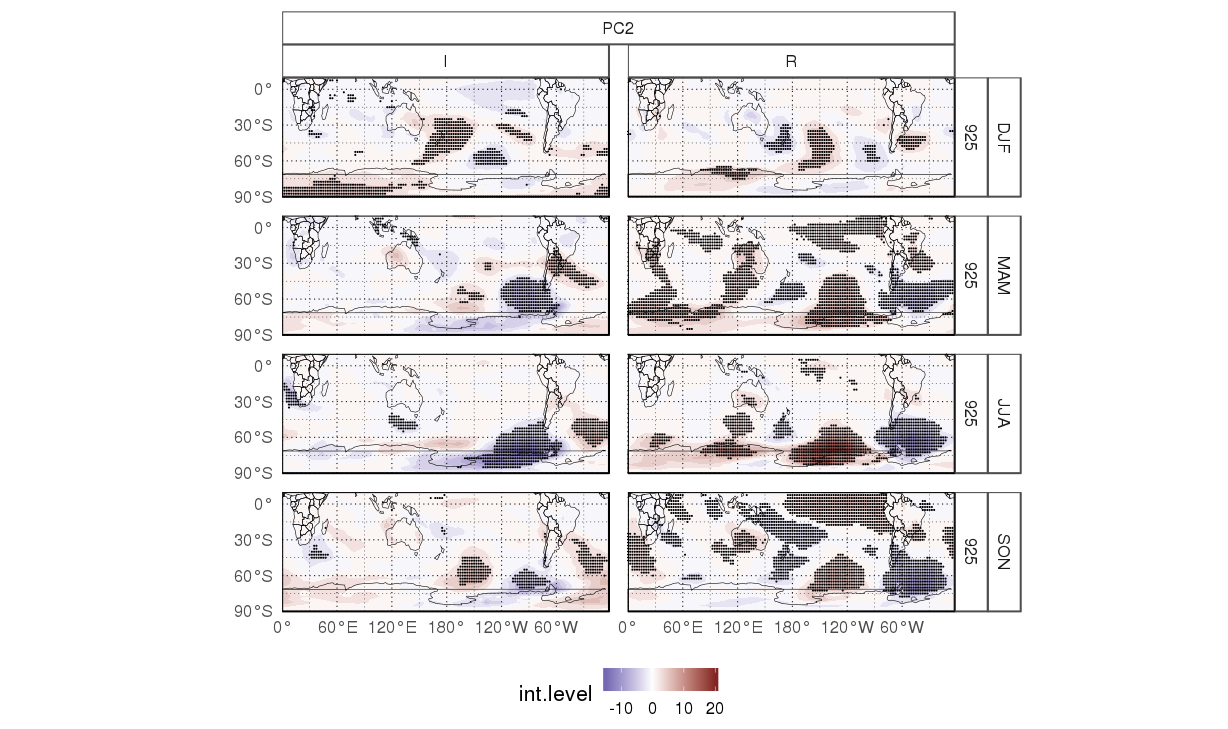 PC2
I R
0°
30°S
60°S
90°S
925 DJF
0°
30°S
60°S
90°S
925 MAM
0°
30°S
60°S
90°S
925 JJA
0°
30°S
60°S
90°S
925 SON
0° 60°E 120°E 180° 120°W 60°W 0° 60°E 120°E 180° 120°W 60°W
int.level
-10 0 10 20